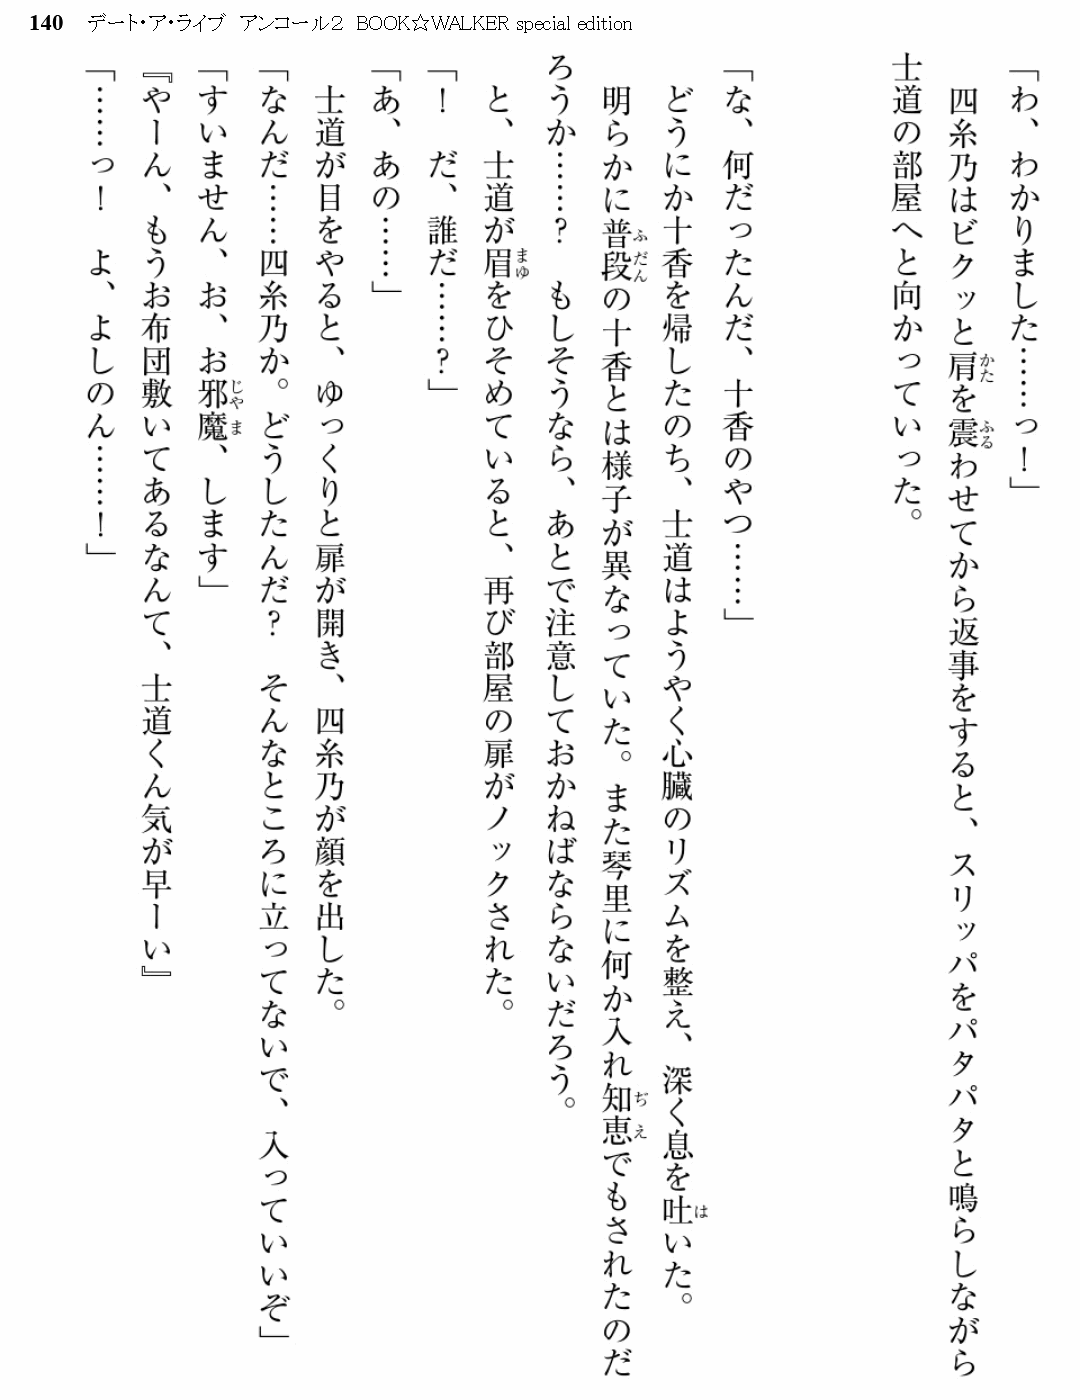 140 デート・ア・ライブ アンコール2 BOOK☆WALKER special edition
「わ、わかりました……っ！」
　四糸乃はビクッと肩を震わせてから返事をすると、スリッパをパタパタと鳴らしながら
士道の部屋へと向かっていった。
「な、何だったんだ、十香のやつ……」
　どうにか十香を帰したのち、士道はようやく心臓のリズムを整え、深く息を吐いた。
　明らかに普段の十香とは様子が異なっていた。また琴里に何か入れ知恵でもされたのだ
ろうか……？　もしそうなら、あとで注意しておかねばならないだろう。
　と、士道が眉をひそめていると、再び部屋の扉がノックされた。
「！　だ、誰だ……？」
「あ、あの……」
　士道が目をやると、ゆっくりと扉が開き、四糸乃が顔を出した。
「なんだ……四糸乃か。どうしたんだ？　そんなところに立ってないで、入っていいぞ」
「すいません、お、お邪魔、します」
『やーん、もうお布団敷いてあるなんて、士道くん気が早ーい』
「……っ！　よ、よしのん……！」